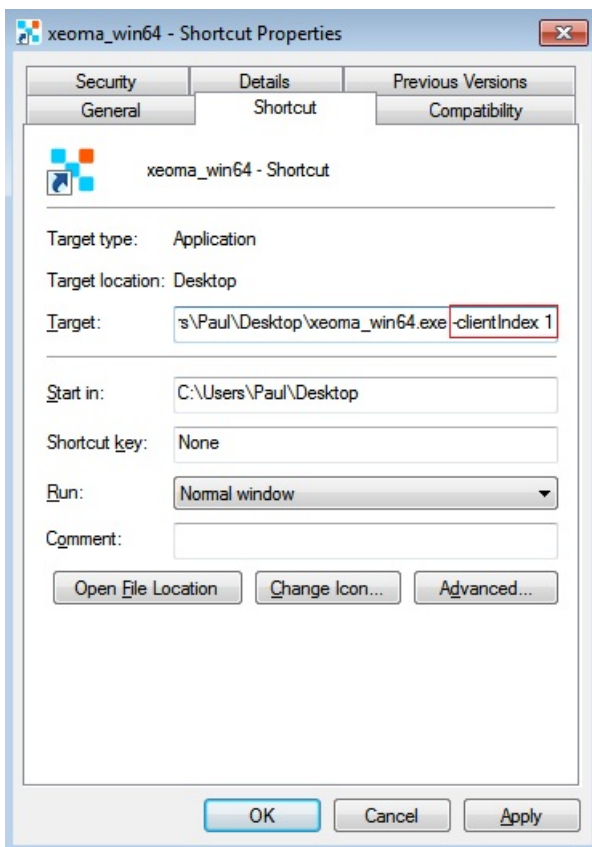 xeoma_win64 - Shortcut Properties
Security Details Previous Versions
General Shortcut Compatibility
xeoma_win64 - Shortcut
Target type: Application
Target location: Desktop
Target: s\Paul\Desktop\xeoma_win64.exe -clientIndex 1
Start in: C:\Users\Paul\Desktop
Shortcut key: None
Run: Normal window
Comment:
Open File Location Change Icon... Advanced...
OK Cancel Apply